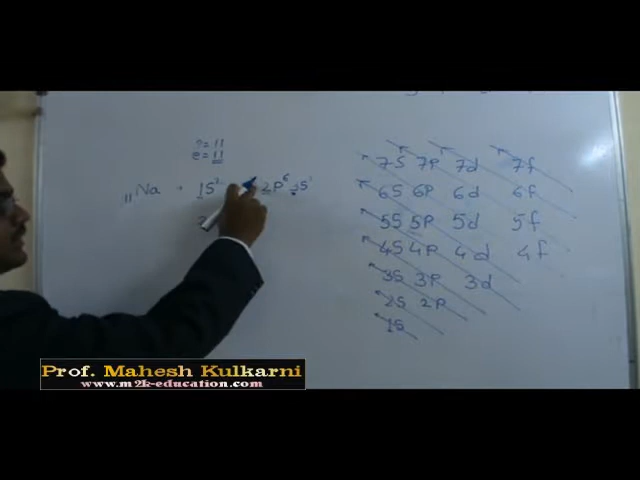 P = 11
e = 11
₁₁Na = 1S² 2P⁶ 3S¹
2
7S 7P 7d 7f
6S 6P 6d 6f
5S 5P 5d 5f
4S 4P 4d 4f
3S 3P 3d
2S 2P
1S
Prof. Mahesh Kulkarni
www.m2k-education.com